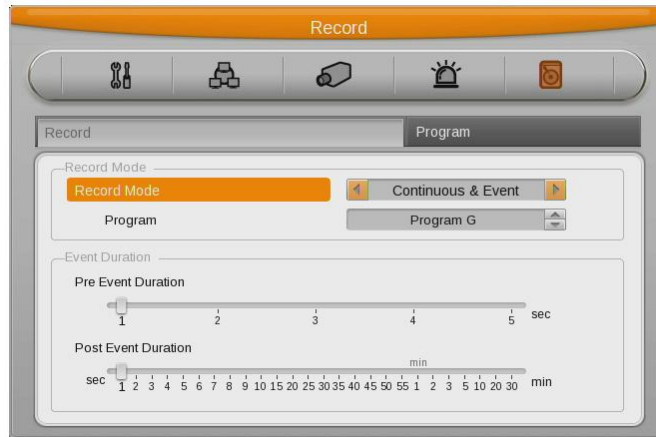 Record
Record Program
Record Mode
Record Mode Continuous & Event
Program Program G
Event Duration
Pre Event Duration
1 2 3 4 5 sec
Post Event Duration
min
sec 1 2 3 4 5 6 7 8 9 10 15 20 25 30 35 40 45 50 55 1 2 3 5 10 20 30 min